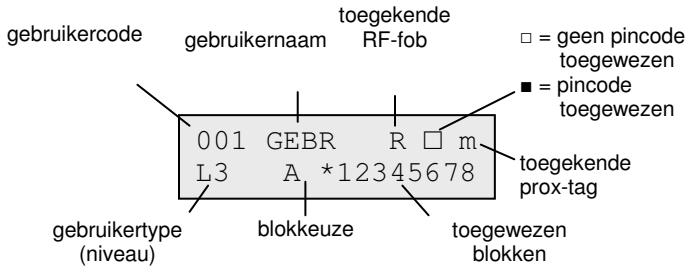 gebruikercode
gebruikernaam
toegekende
RF-fob
□ = geen pincode
toegewezen
■ = pincode
toegewezen
001 GEBR R □ m
L3 A *12345678
toegekende
prox-tag
gebruikertype
(niveau)
blokkeuze
toegewezen
blokken